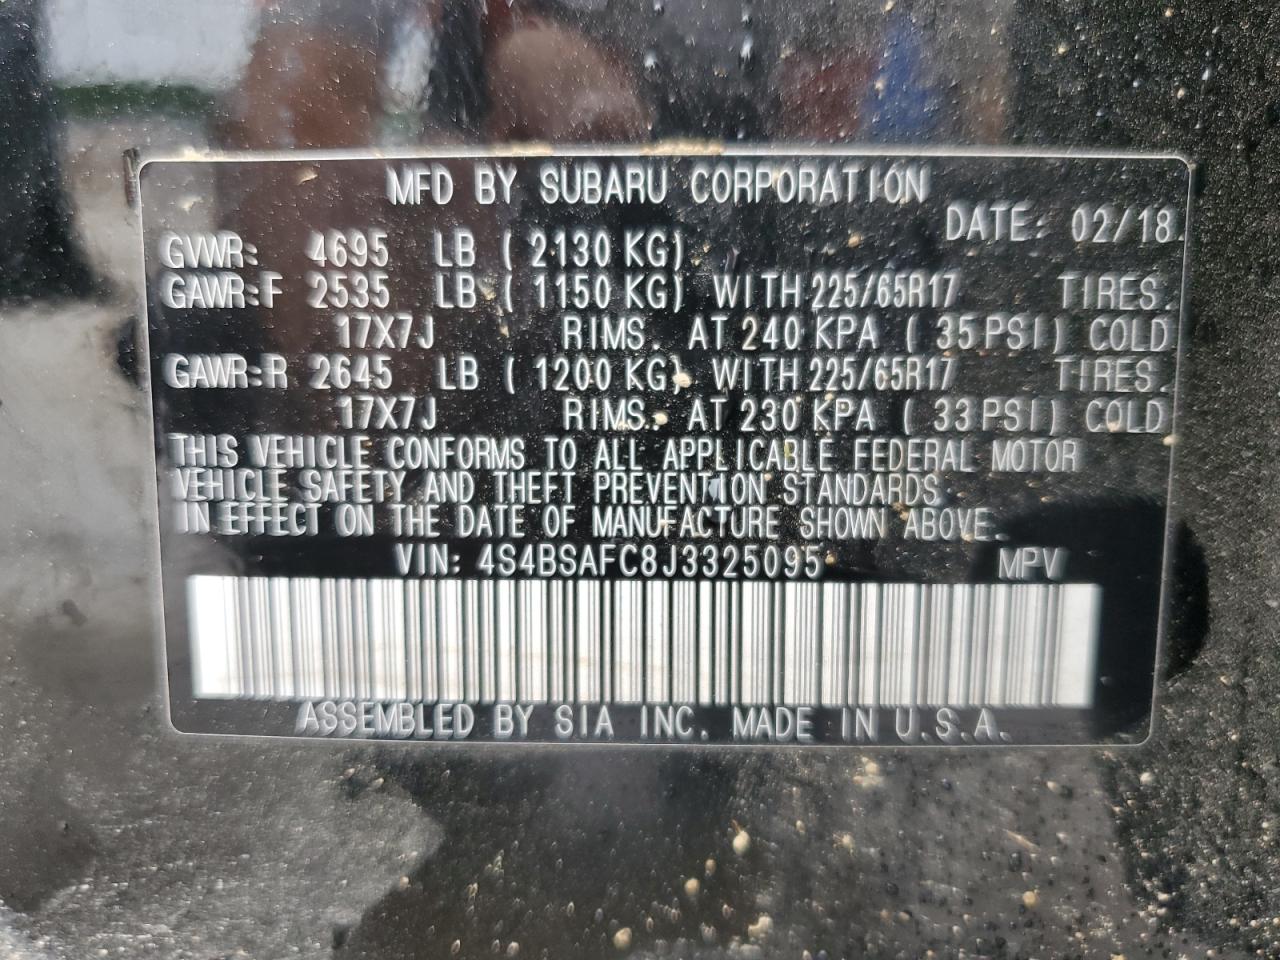 MFD BY SUBARU CORPORATION
DATE: 02/18
GVWR: 4695 LB ( 2130 KG)
GAWR:F 2535 LB ( 1150 KG) WITH 225/65R17 TIRES.
17X7J RIMS. AT 240 KPA ( 35 PSI) COLD
GAWR:R 2645 LB ( 1200 KG) WITH 225/65R17 TIRES.
17X7J RIMS. AT 230 KPA ( 33 PSI) COLD
THIS VEHICLE CONFORMS TO ALL APPLICABLE FEDERAL MOTOR
VEHICLE SAFETY AND THEFT PREVENTION STANDARDS
IN EFFECT ON THE DATE OF MANUFACTURE SHOWN ABOVE.
VIN: 4S4BSAFC8J3325095 MPV
ASSEMBLED BY SIA INC. MADE IN U.S.A.